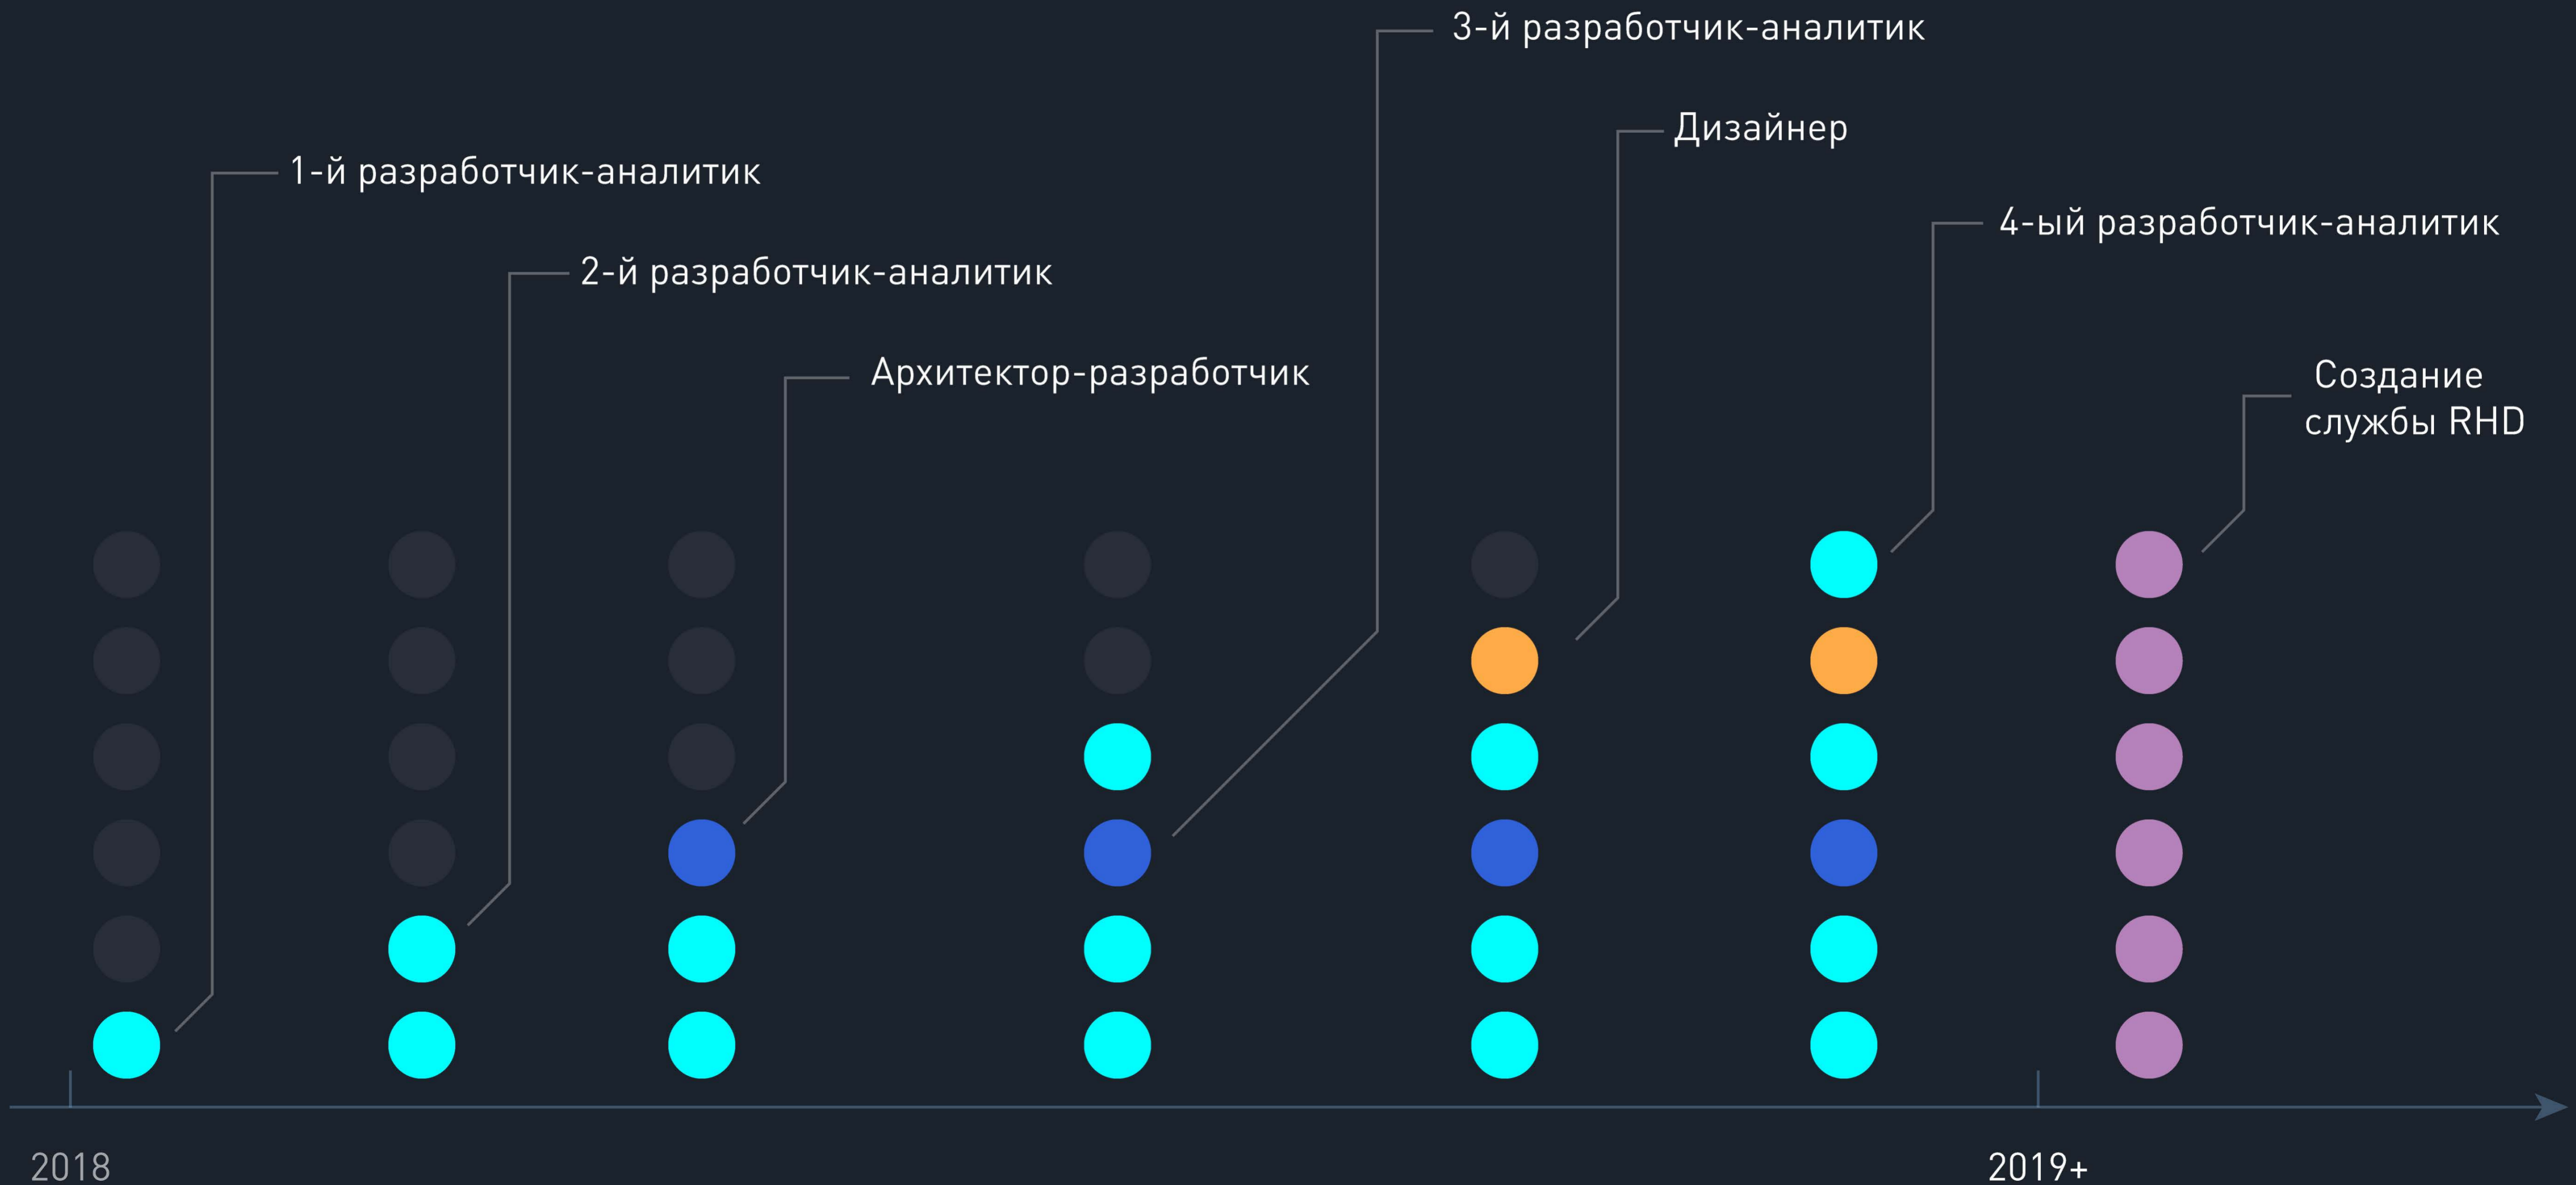 3-й разработчик-аналитик
Дизайнер
1-й разработчик-аналитик
4-ый разработчик-аналитик
2-й разработчик-аналитик
Архитектор-разработчик
Создание
службы RHD
2018
2019+